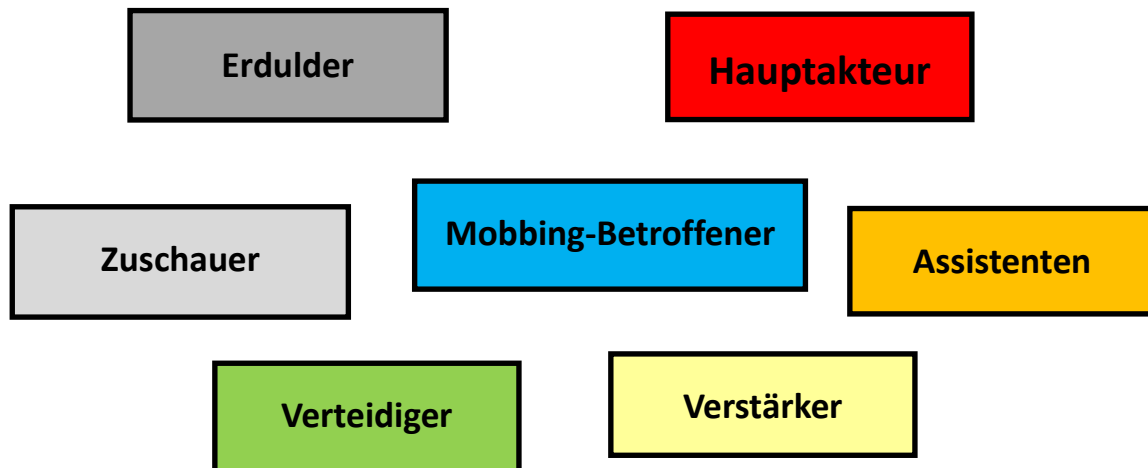 Erdulder
Hauptakteur
Mobbing-Betroffener
Zuschauer
Assistenten
Verteidiger
Verstärker